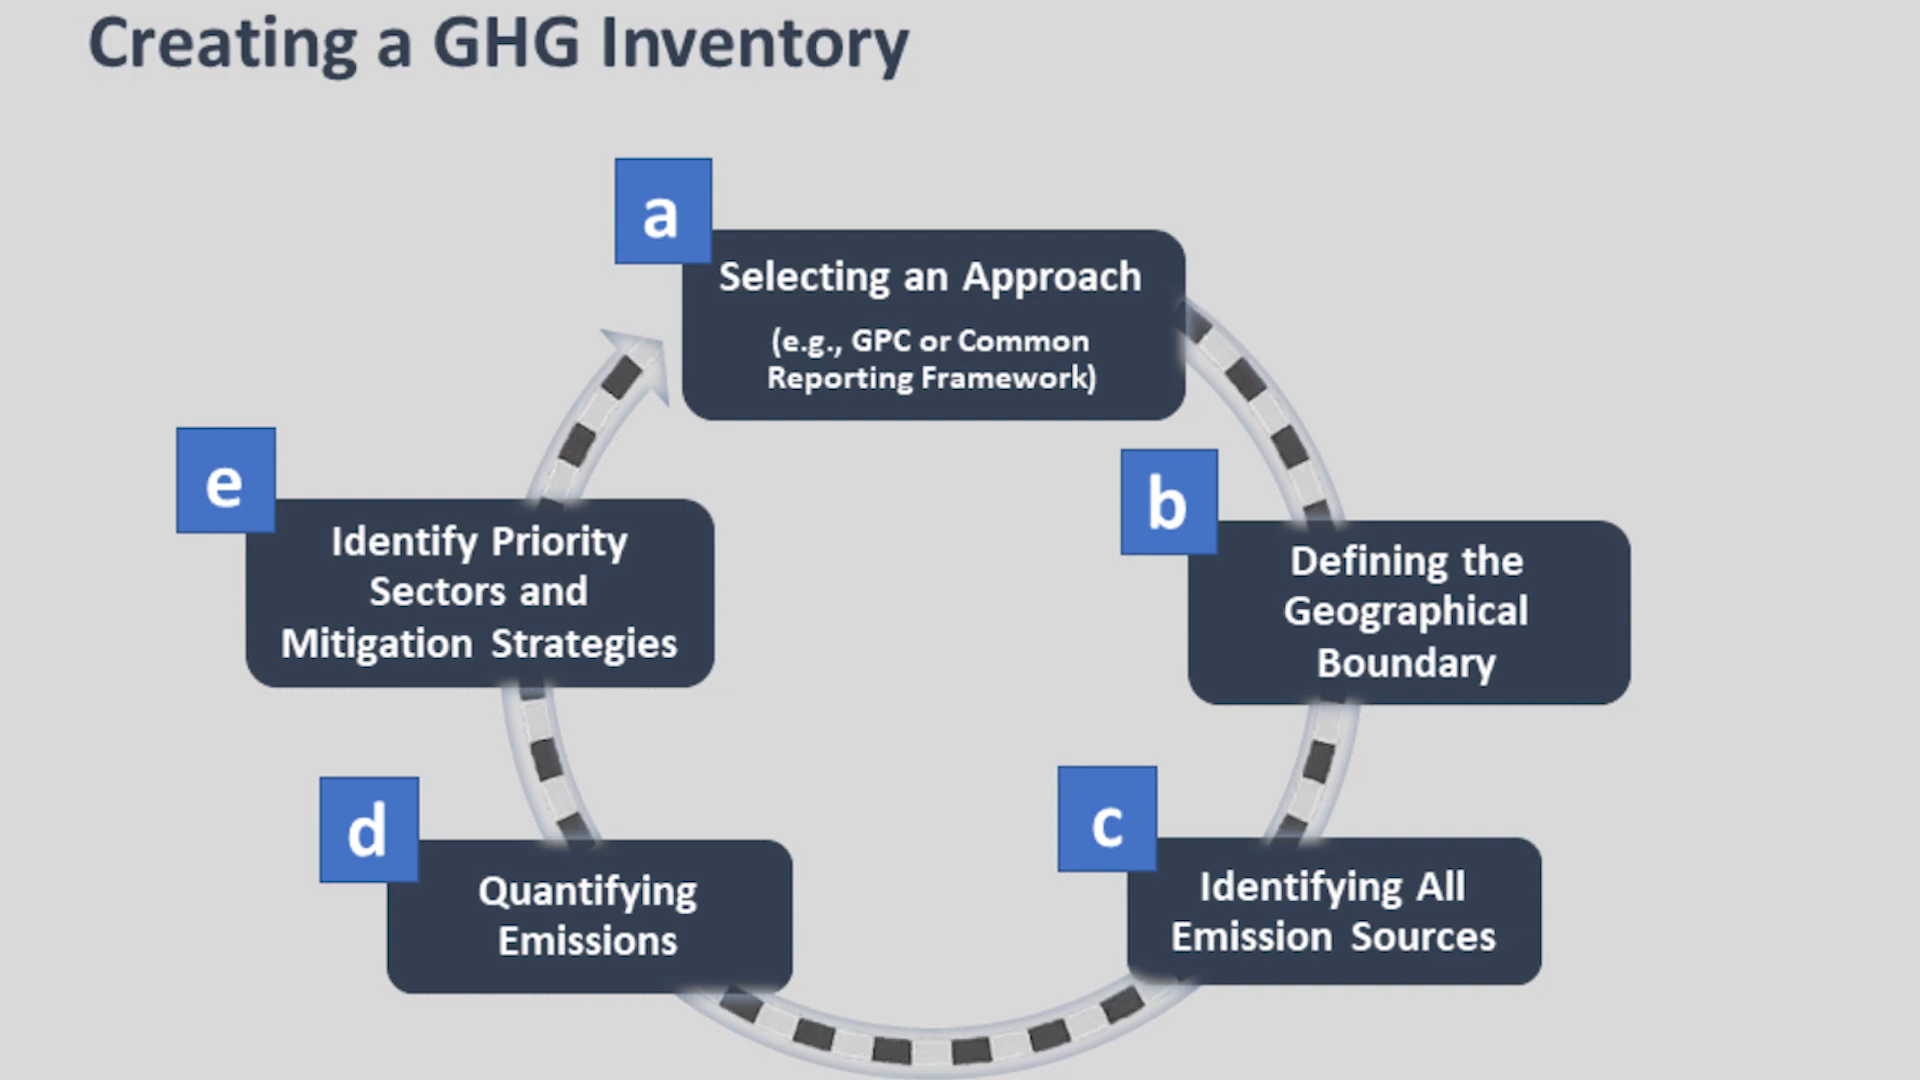 Creating a GHG Inventory
a
Selecting an Approach
(e.g., GPC or Common
Reporting Framework)
b
Defining the
Geographical
Boundary
c
Identifying All
Emission Sources
d
Quantifying
Emissions
e
Identify Priority
Sectors and
Mitigation Strategies